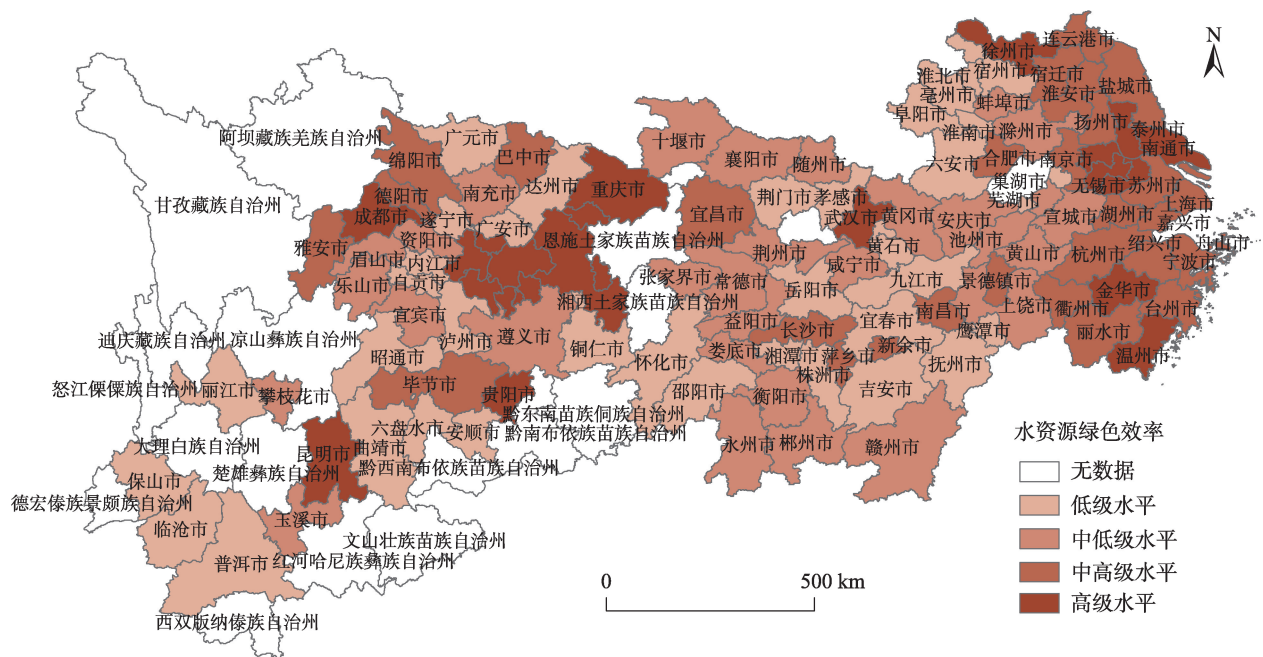 N
连云港市
徐州市
宿州市
宿迁市
淮北市
亳州市
蚌埠市
淮安市
盐城市
阜阳市
淮南市
滁州市
扬州市
泰州市
南通市
六安市
合肥市
南京市
巢湖市
芜湖市
无锡市
苏州市
上海市
宣城市
湖州市
嘉兴市
安庆市
池州市
黄山市
杭州市
绍兴市
舟山市
宁波市
景德镇市
金华市
衢州市
台州市
丽水市
温州市
上饶市
鹰潭市
南昌市
九江市
宜春市
新余市
萍乡市
抚州市
吉安市
赣州市
阿坝藏族羌族自治州
广元市
绵阳市
巴中市
达州市
重庆市
德阳市
南充市
成都市
遂宁市
广安市
甘孜藏族自治州
雅安市
资阳市
眉山市
内江市
乐山市
自贡市
宜宾市
泸州市
遵义市
十堰市
襄阳市
随州市
荆门市
孝感市
宜昌市
武汉市
黄冈市
恩施土家族苗族自治州
荆州市
黄石市
咸宁市
张家界市
常德市
岳阳市
湘西土家族苗族自治州
益阳市
长沙市
娄底市
湘潭市
株洲市
怀化市
邵阳市
衡阳市
永州市
郴州市
铜仁市
迪庆藏族自治州
凉山彝族自治州
昭通市
毕节市
贵阳市
怒江傈僳族自治州
丽江市
攀枝花市
黔东南苗族侗族自治州
六盘水市
安顺市
黔南布依族苗族自治州
大理白族自治州
昆明市
曲靖市
楚雄彝族自治州
黔西南布依族苗族自治州
保山市
德宏傣族景颇族自治州
临沧市
玉溪市
文山壮族苗族自治州
普洱市
红河哈尼族彝族自治州
西双版纳傣族自治州
0
500 km
水资源绿色效率
无数据
低级水平
中低级水平
中高级水平
高级水平